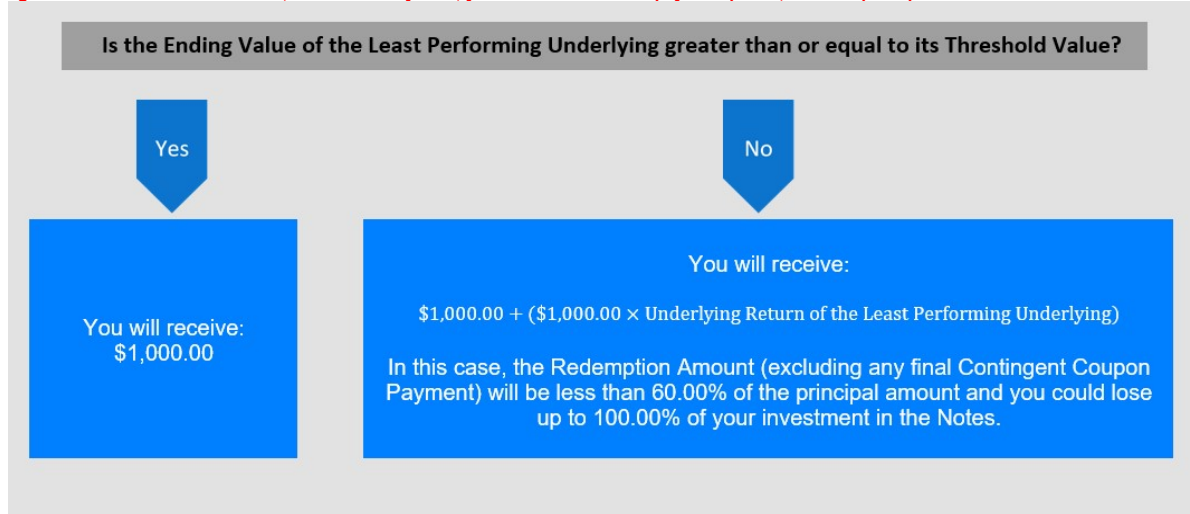 Is the Ending Value of the Least Performing Underlying greater than or equal to its Threshold Value?
Yes
No
You will receive:
$1,000.00
You will receive:
$1,000.00 + ($1,000.00 × Underlying Return of the Least Performing Underlying)
In this case, the Redemption Amount (excluding any final Contingent Coupon
Payment) will be less than 60.00% of the principal amount and you could lose
up to 100.00% of your investment in the Notes.